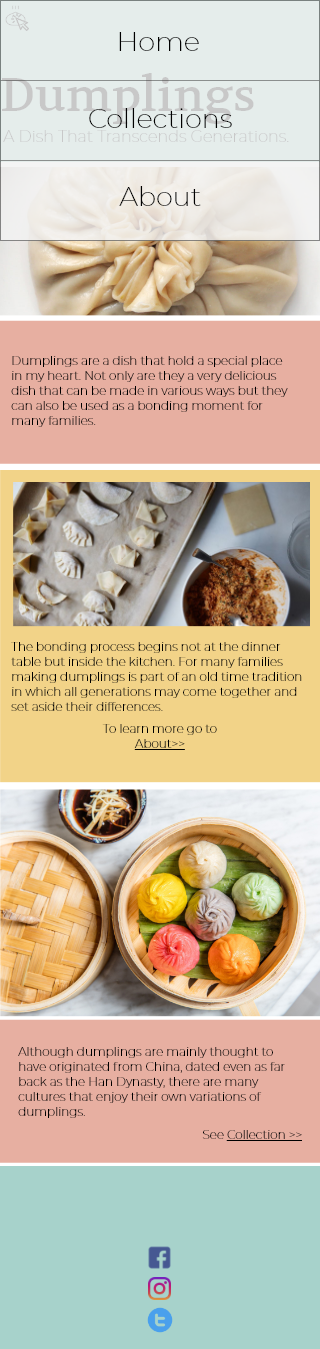 Home
Dumplings
Collections
A Dish That Transcends Generations.
About
Dumplings are a dish that hold a special place
in my heart. Not only are they a very delicious
dish that can be made in various ways but they
can also be used as a bonding moment for
many families.
The bonding process begins not at the dinner
table but inside the kitchen. For many families
making dumplings is part of an old time tradition
in which all generations may come together and
set aside their differences.
To learn more go to
About>>
Although dumplings are mainly thought to
have originated from China, dated even as far
back as the Han Dynasty, there are many
cultures that enjoy their own variations of
dumplings.
See Collection >>